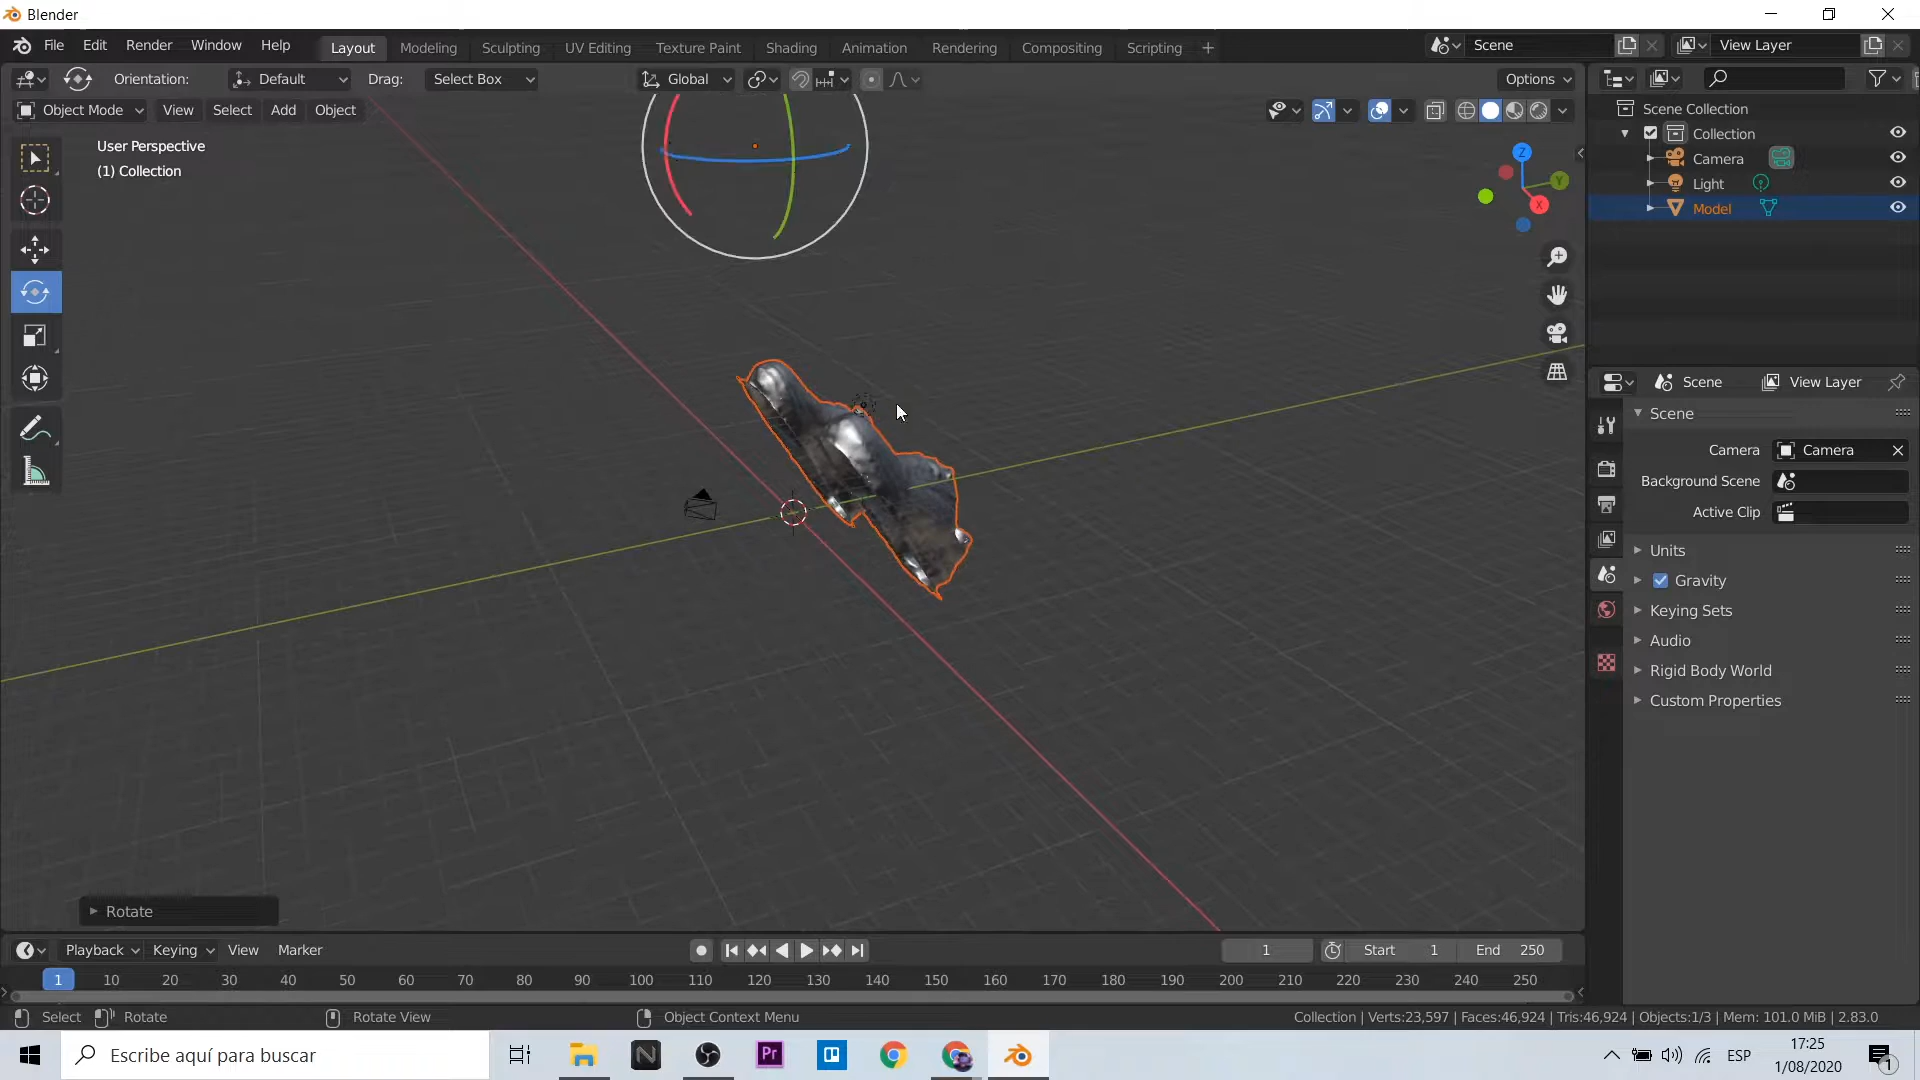 Blender
File Edit Render Window Help Layout Modeling Sculpting UV Editing Texture Paint Shading Animation Rendering Compositing Scripting + Scene View Layer
Orientation: Default Drag: Select Box Global Options
Object Mode View Select Add Object
User Perspective
(1) Collection
Z
Y
X
Scene Collection
Collection
Camera
Light
Model
Scene View Layer
Scene
Camera Camera
Background Scene
Active Clip
Units
Gravity
Keying Sets
Audio
Rigid Body World
Custom Properties
Rotate
Playback Keying View Marker 1 Start 1 End 250
1 10 20 30 40 50 60 70 80 90 100 110 120 130 140 150 160 170 180 190 200 210 220 230 240 250
Select Rotate Rotate View Object Context Menu Collection | Verts:23,597 | Faces:46,924 | Tris:46,924 | Objects:1/3 | Mem: 101.0 MiB | 2.83.0
Escribe aquí para buscar
Pr
ESP
17:25
1/08/2020
1